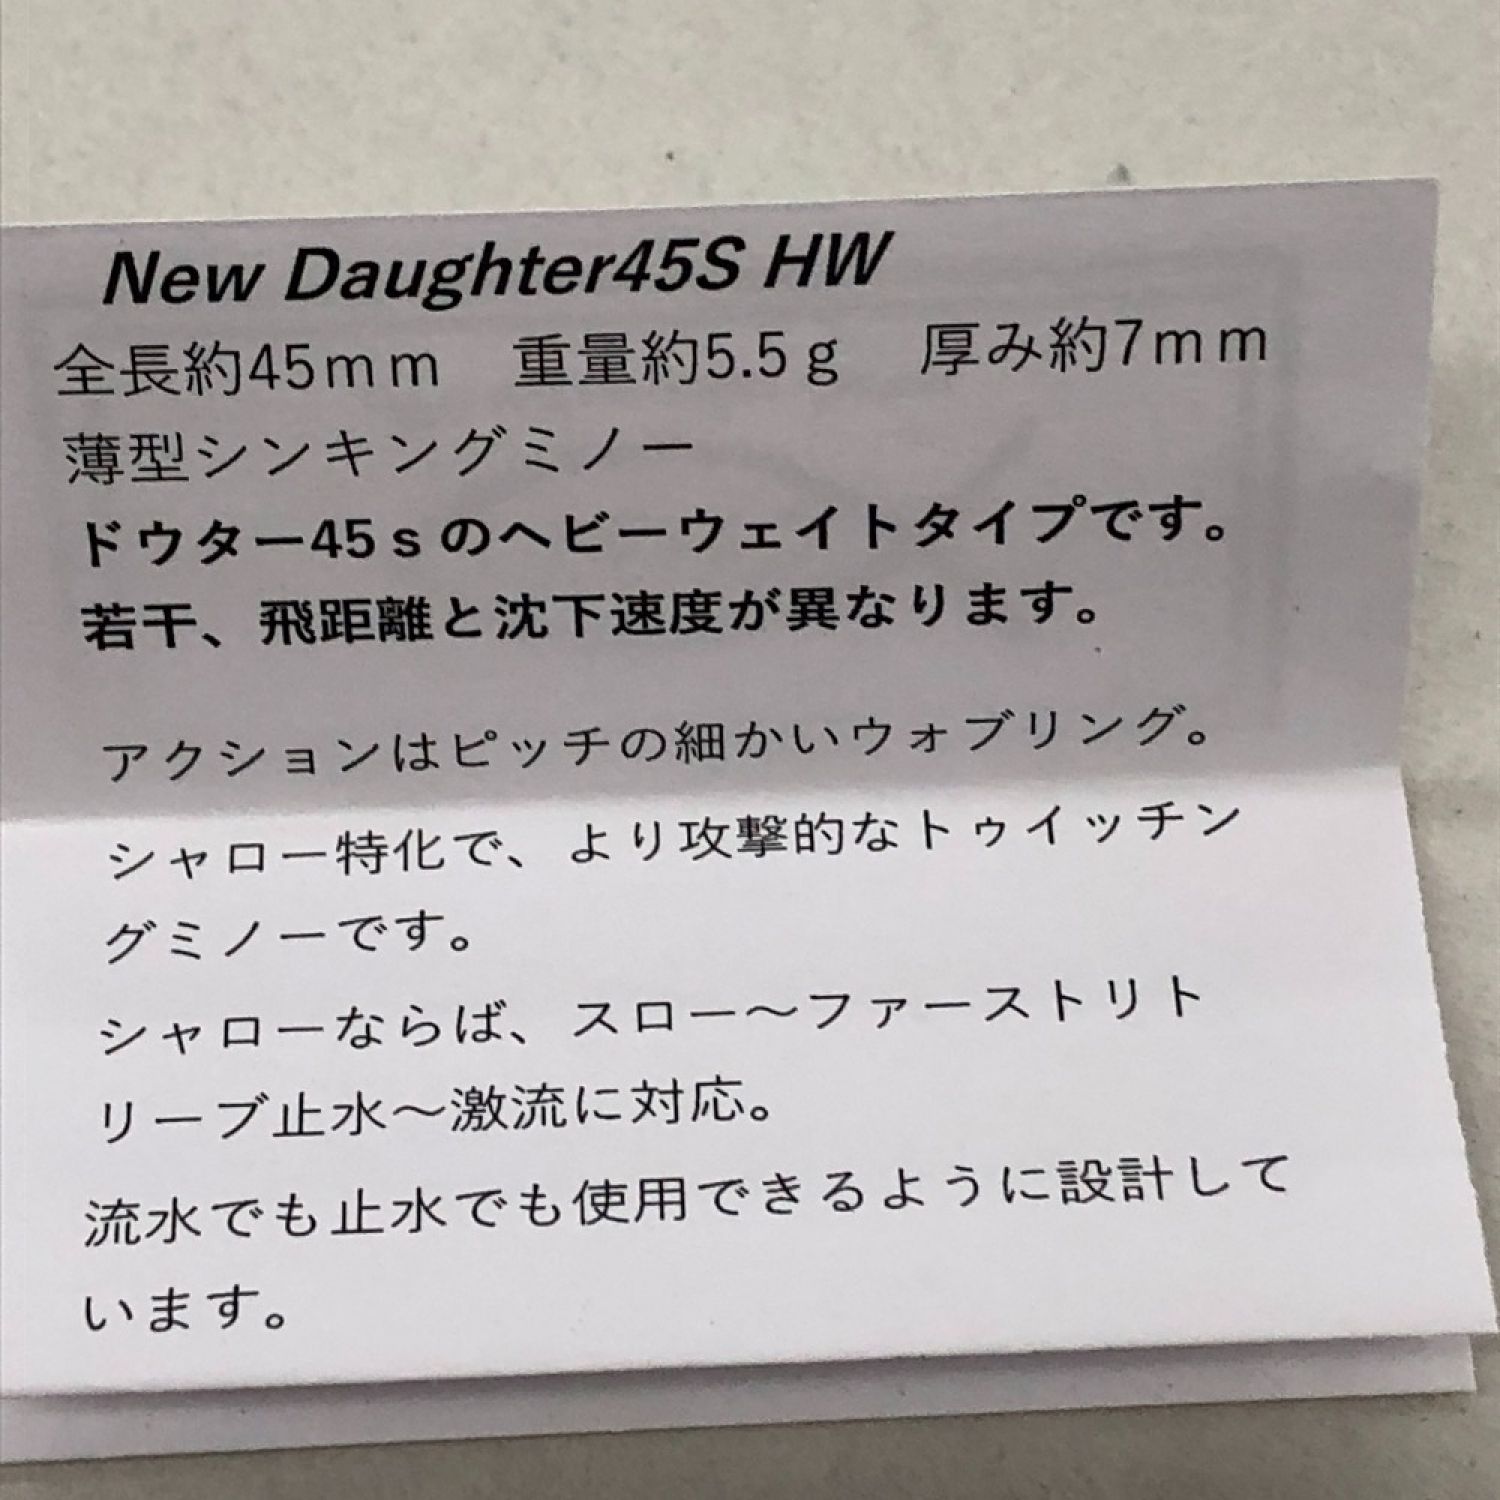 New Daughter45S HW
全長約45ｍｍ　重量約5.5ｇ　厚み約7ｍｍ
薄型シンキングミノー
ドウター45ｓのヘビーウェイトタイプです。
若干、飛距離と沈下速度が異なります。
アクションはピッチの細かいウォブリング。
シャロー特化で、より攻撃的なトゥイッチン
グミノーです。
シャローならば、スロー〜ファーストリト
リーブ止水〜激流に対応。
流水でも止水でも使用できるように設計して
います。